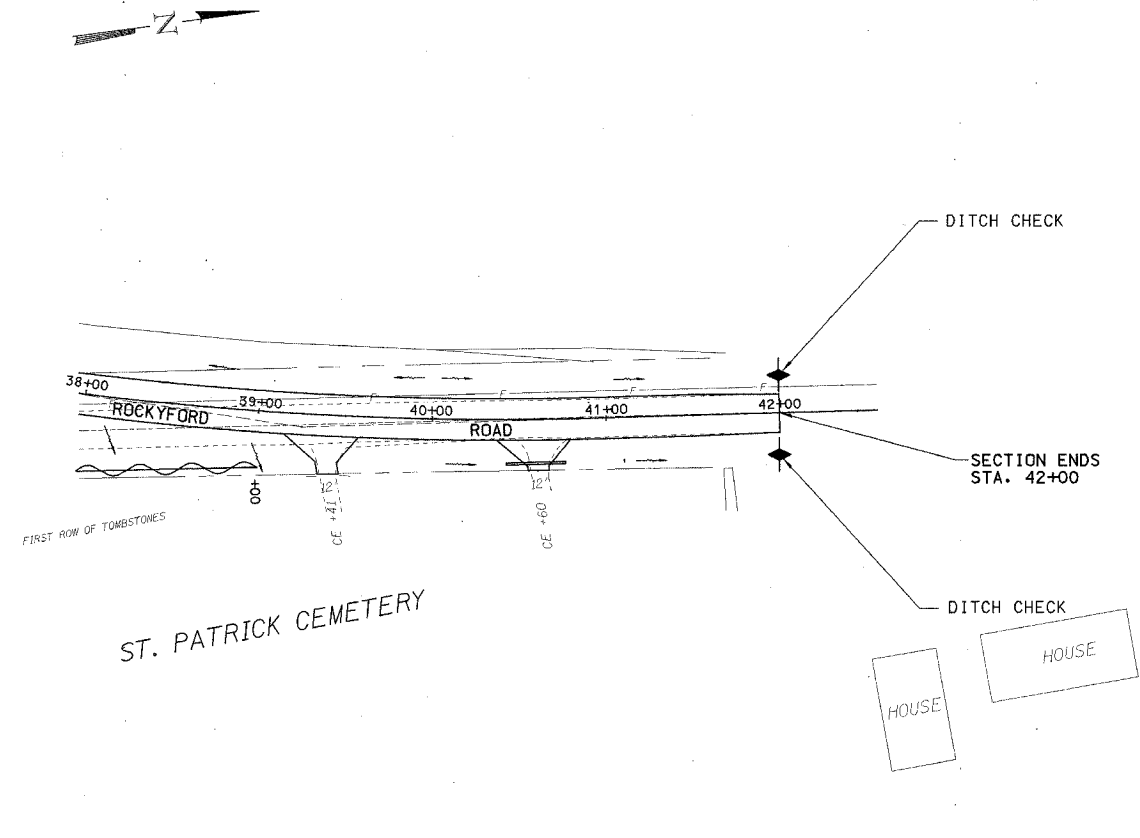 N
DITCH CHECK
38+00
39+00
40+00
41+00
42+00
F
F
F
F
F
ROCKYFORD
ROAD
SECTION ENDS
STA. 42+00
+00
12'
CE +41
12'
CE +60
FIRST ROW OF TOMBSTONES
ST. PATRICK CEMETERY
DITCH CHECK
HOUSE
HOUSE